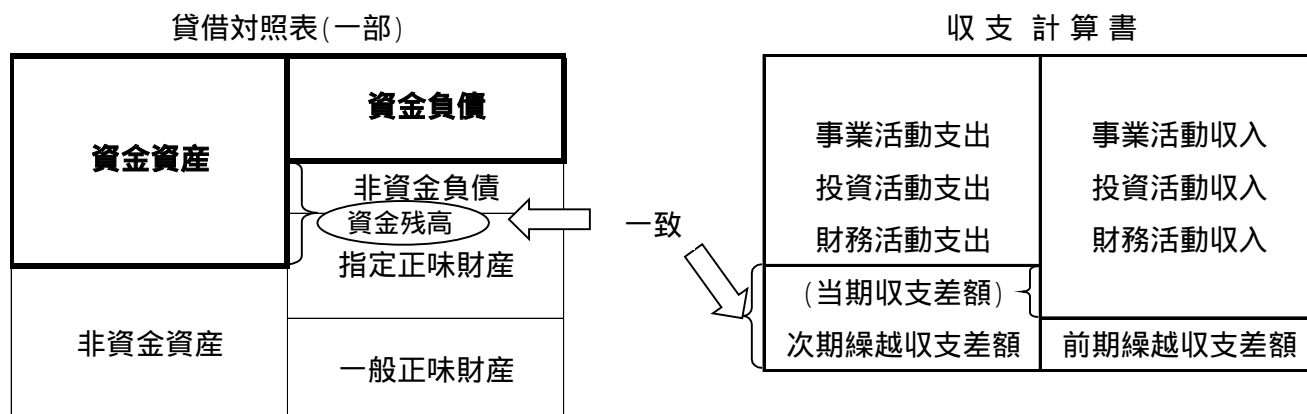 貸借対照表(一部)
資金資産
資金負債
非資金負債
資金残高
指定正味財産
非資金資産
一般正味財産
一致
収 支 計 算 書
事業活動支出
事業活動収入
投資活動支出
投資活動収入
財務活動支出
財務活動収入
(当期収支差額)
次期繰越収支差額
前期繰越収支差額